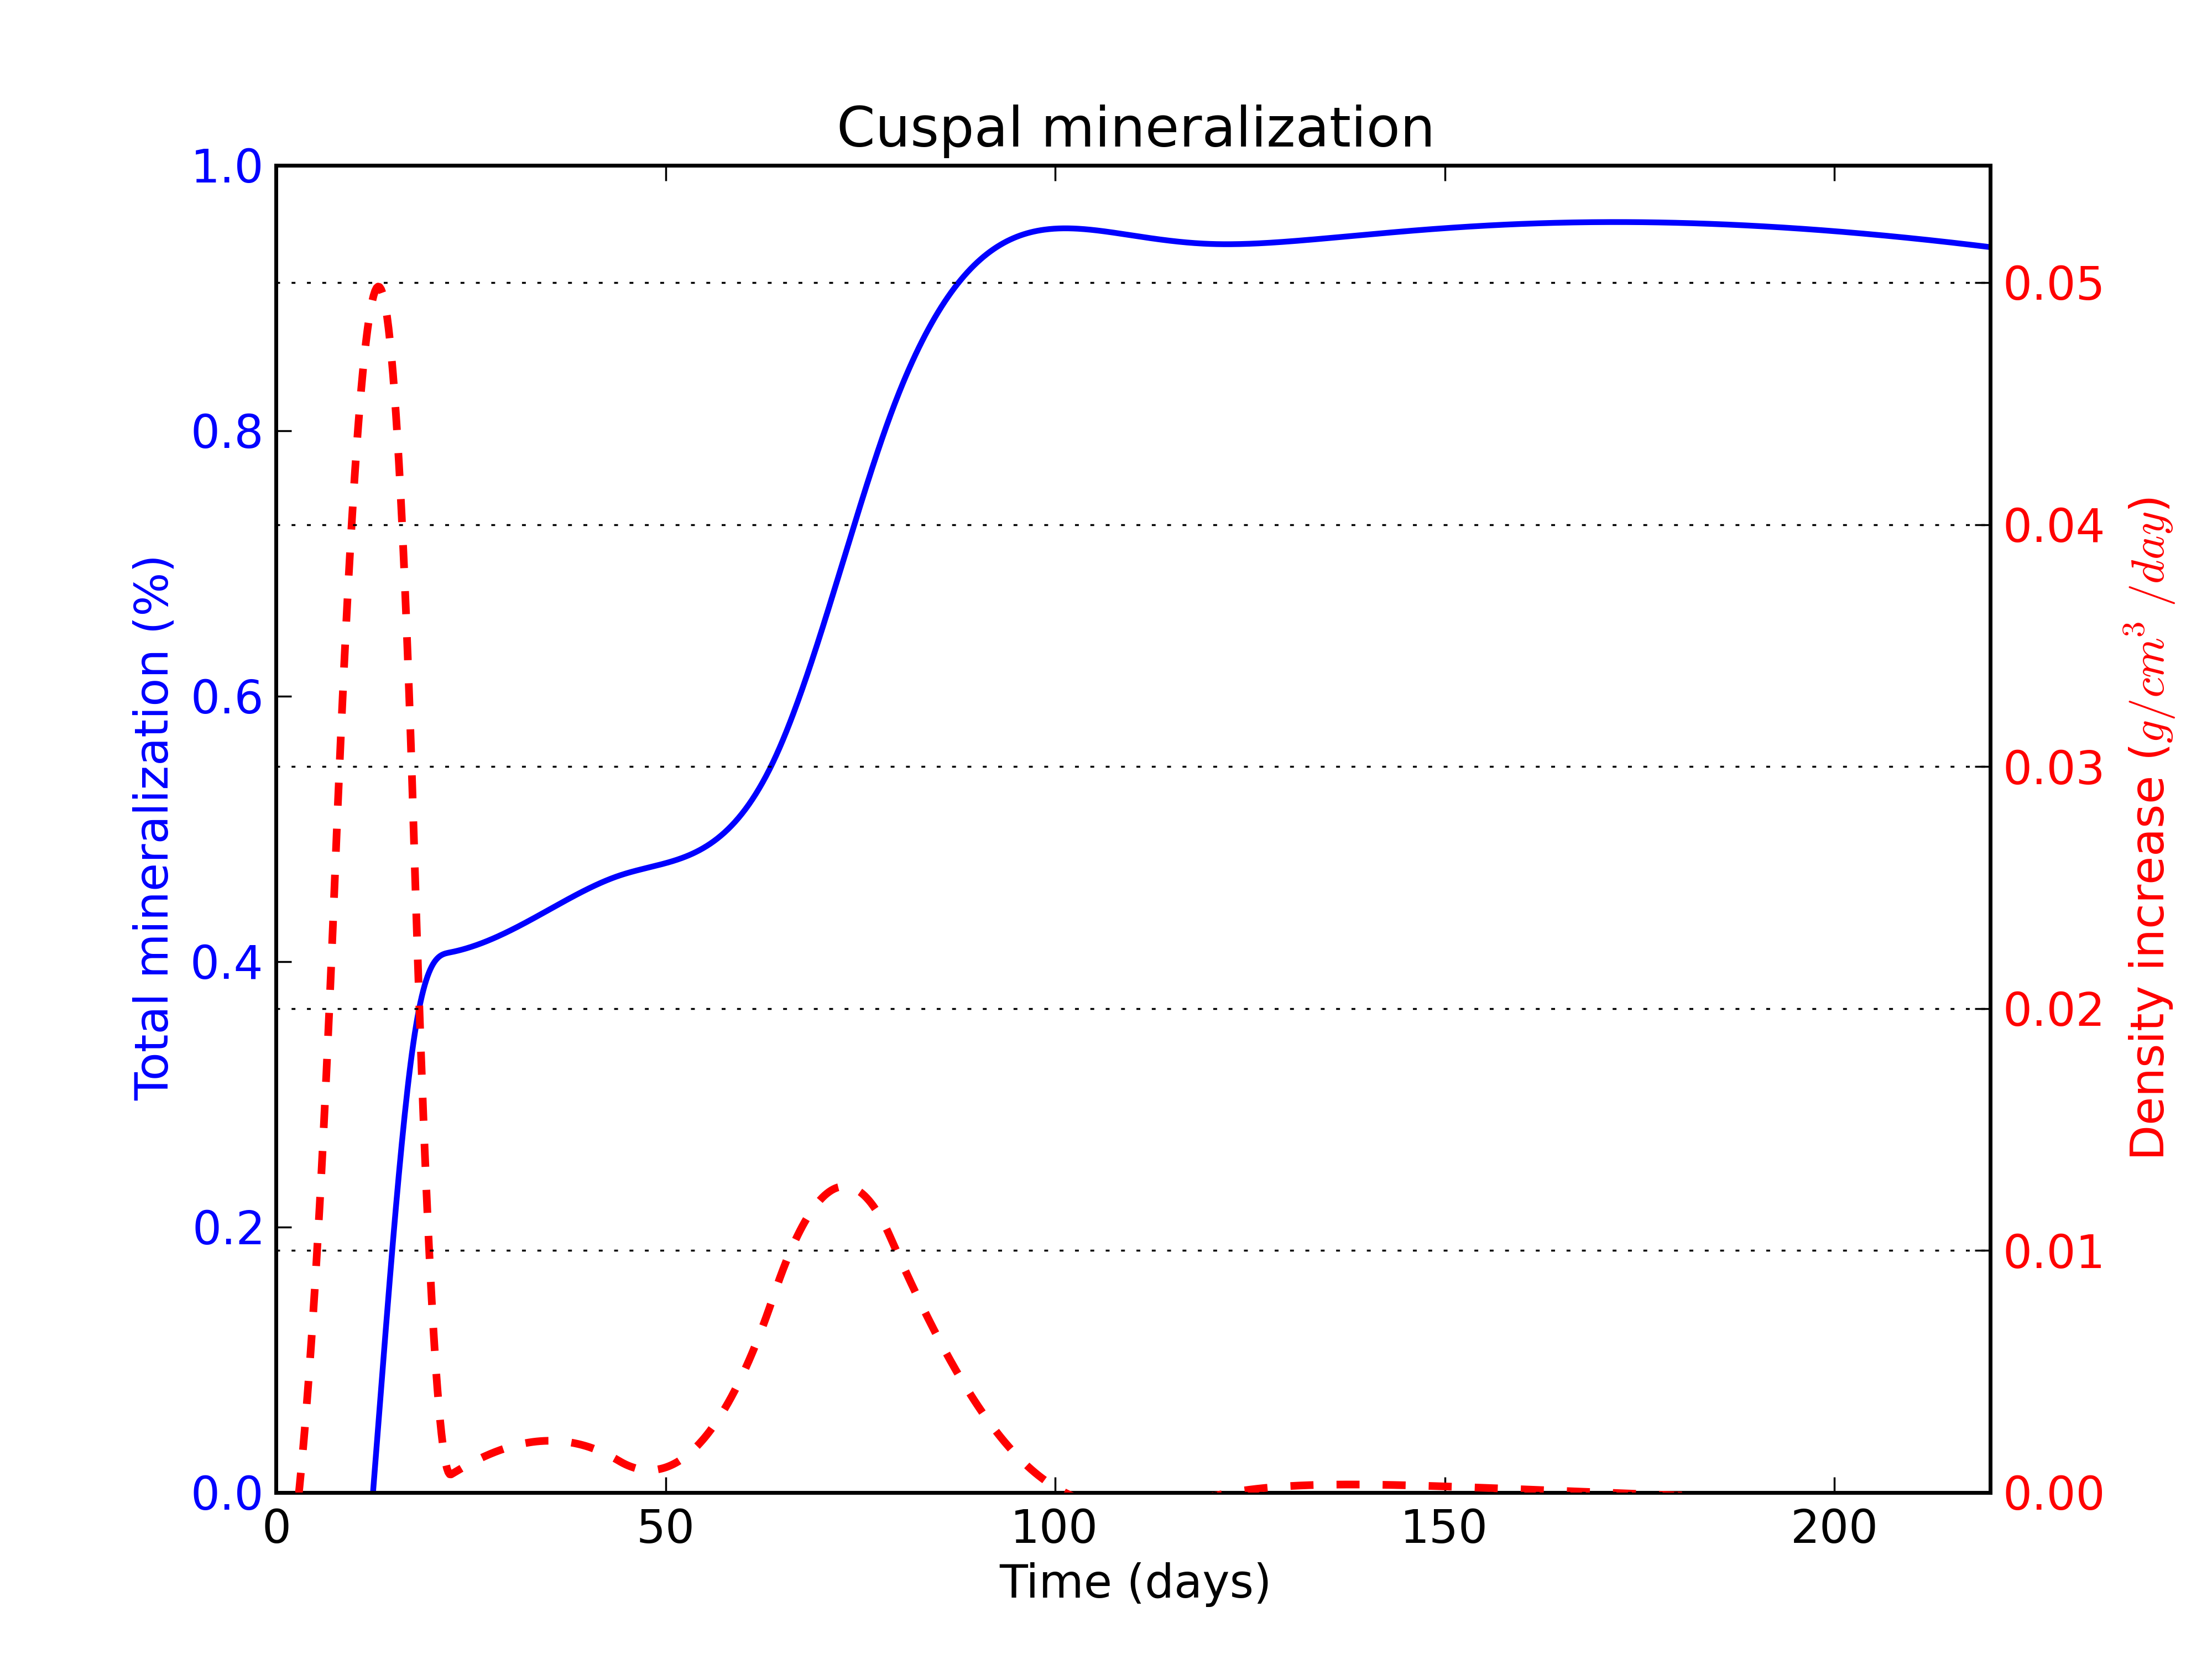 Cuspal mineralization
1.0
0.8
0.6
0.4
0.2
0.0
Total mineralization (%)
0.05
0.04
0.03
0.02
0.01
0.00
Density increase (g/cm³/day)
0 50 100 150 200
Time (days)